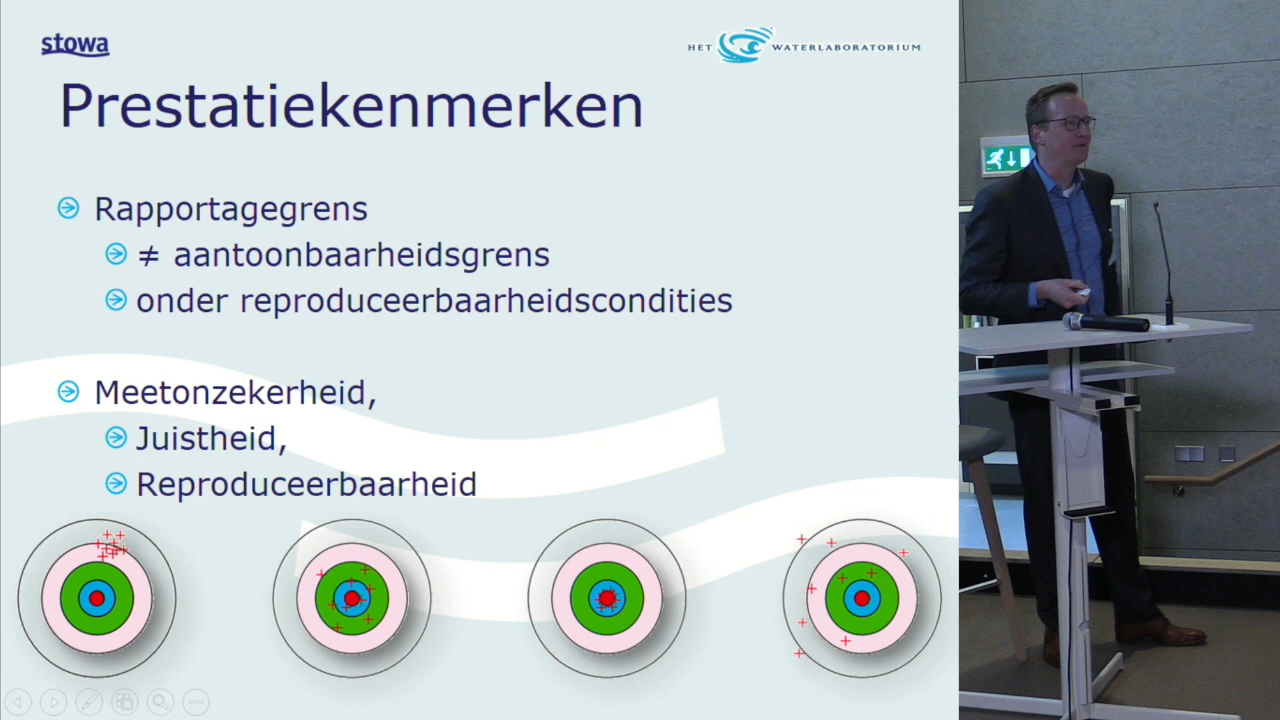 stowa
HET WATERLABORATORIUM
Prestatiekenmerken
Rapportagegrens
≠ aantoonbaarheidsgrens
onder reproduceerbaarheidscondities
Meetonzekerheid,
Juistheid,
Reproduceerbaarheid